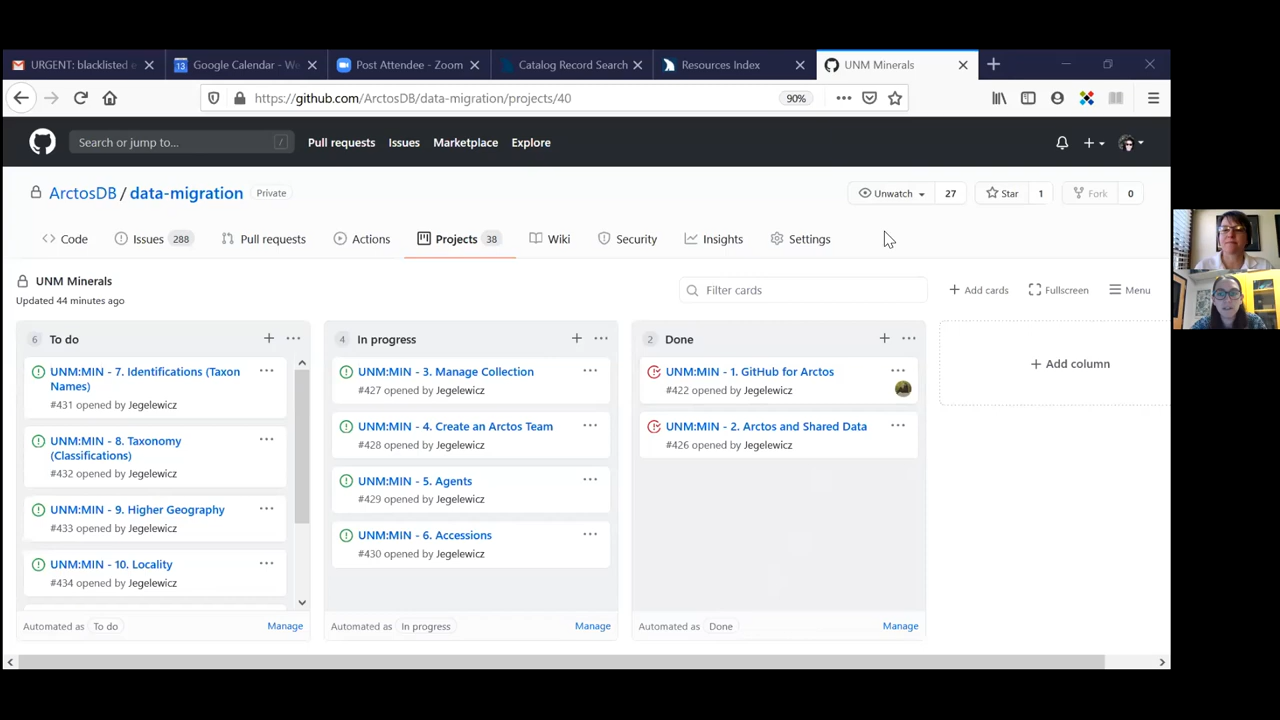 URGENT: blacklisted e
Google Calendar - We
Post Attendee - Zoom
Catalog Record Search
Resources Index
UNM Minerals
https://github.com/ArctosDB/data-migration/projects/40
90%
Search or jump to...
/
Pull requests
Issues
Marketplace
Explore
ArctosDB / data-migration
Private
Unwatch
27
Star
1
Fork
0
Code
Issues 288
Pull requests
Actions
Projects 38
Wiki
Security
Insights
Settings
UNM Minerals
Updated 44 minutes ago
Filter cards
Add cards
Fullscreen
Menu
6 To do
UNM:MIN - 7. Identifications (Taxon
Names)
#431 opened by Jegelewicz
UNM:MIN - 8. Taxonomy
(Classifications)
#432 opened by Jegelewicz
UNM:MIN - 9. Higher Geography
#433 opened by Jegelewicz
UNM:MIN - 10. Locality
#434 opened by Jegelewicz
Automated as To do
Manage
4 In progress
UNM:MIN - 3. Manage Collection
#427 opened by Jegelewicz
UNM:MIN - 4. Create an Arctos Team
#428 opened by Jegelewicz
UNM:MIN - 5. Agents
#429 opened by Jegelewicz
UNM:MIN - 6. Accessions
#430 opened by Jegelewicz
Automated as In progress
Manage
2 Done
UNM:MIN - 1. GitHub for Arctos
#422 opened by Jegelewicz
UNM:MIN - 2. Arctos and Shared Data
#426 opened by Jegelewicz
Automated as Done
Manage
Add column